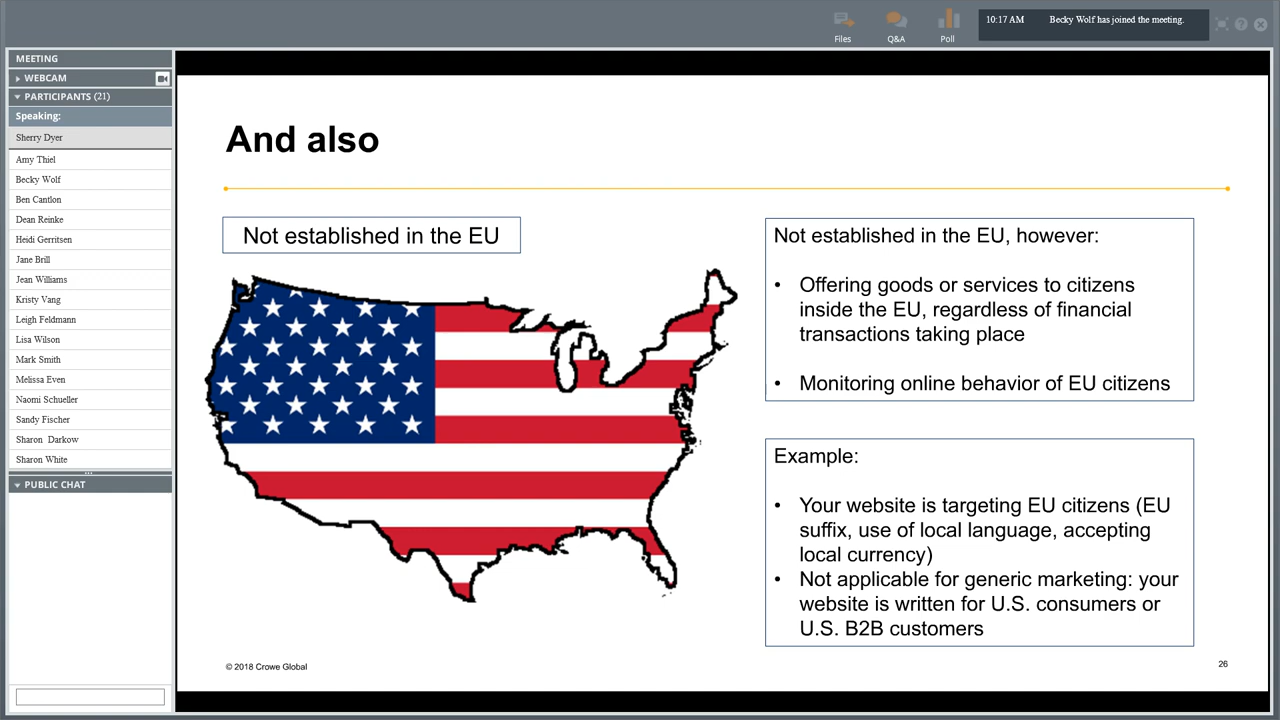 Files
Q&A
Poll
10:17 AM Becky Wolf has joined the meeting.
MEETING
WEBCAM
PARTICIPANTS (21)
Speaking:
Sherry Dyer
Amy Thiel
Becky Wolf
Ben Cantlon
Dean Reinke
Heidi Gerritsen
Jane Brill
Jean Williams
Kristy Vang
Leigh Feldmann
Lisa Wilson
Mark Smith
Melissa Even
Naomi Schueller
Sandy Fischer
Sharon Darkow
Sharon White
PUBLIC CHAT
And also
Not established in the EU
Not established in the EU, however:
• Offering goods or services to citizens
inside the EU, regardless of financial
transactions taking place
• Monitoring online behavior of EU citizens
Example:
• Your website is targeting EU citizens (EU
suffix, use of local language, accepting
local currency)
• Not applicable for generic marketing: your
website is written for U.S. consumers or
U.S. B2B customers
© 2018 Crowe Global
26